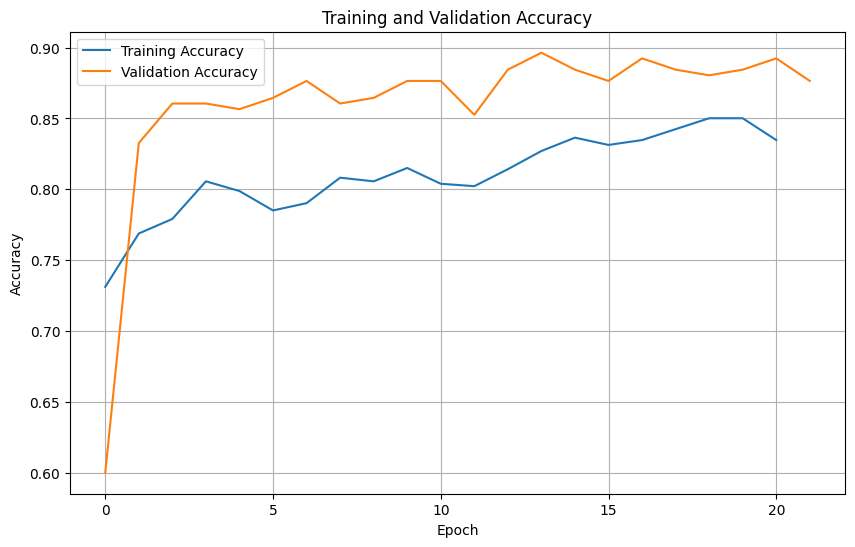 Training and Validation Accuracy
Training Accuracy
Validation Accuracy
0.90
0.85
0.80
0.75
0.70
0.65
0.60
Accuracy
0
5
10
15
20
Epoch